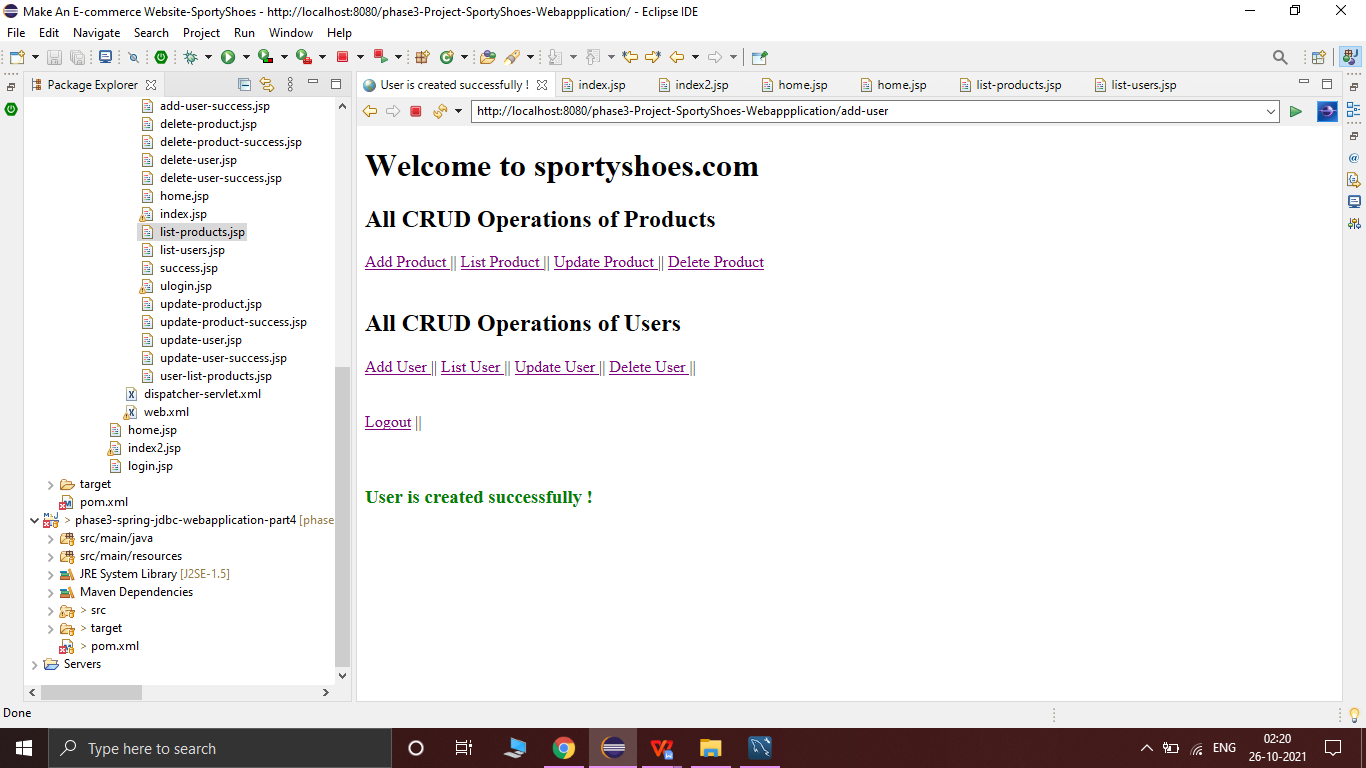 Make An E-commerce Website-SportyShoes - http://localhost:8080/phase3-Project-SportyShoes-Webappplication/ - Eclipse IDE
File Edit Navigate Search Project Run Window Help
Package Explorer
User is created successfully ! index.jsp index2.jsp home.jsp home.jsp list-products.jsp list-users.jsp
http://localhost:8080/phase3-Project-SportyShoes-Webappplication/add-user
add-user-success.jsp
delete-product.jsp
delete-product-success.jsp
delete-user.jsp
delete-user-success.jsp
home.jsp
index.jsp
list-products.jsp
list-users.jsp
success.jsp
ulogin.jsp
update-product.jsp
update-product-success.jsp
update-user.jsp
update-user-success.jsp
user-list-products.jsp
dispatcher-servlet.xml
web.xml
home.jsp
index2.jsp
login.jsp
target
pom.xml
> phase3-spring-jdbc-webapplication-part4 [phase
src/main/java
src/main/resources
JRE System Library [J2SE-1.5]
Maven Dependencies
> src
> target
> pom.xml
Servers
Welcome to sportyshoes.com
All CRUD Operations of Products
Add Product || List Product || Update Product || Delete Product
All CRUD Operations of Users
Add User || List User || Update User || Delete User ||
Logout ||
User is created successfully !
Done
Type here to search
ENG
02:20
26-10-2021